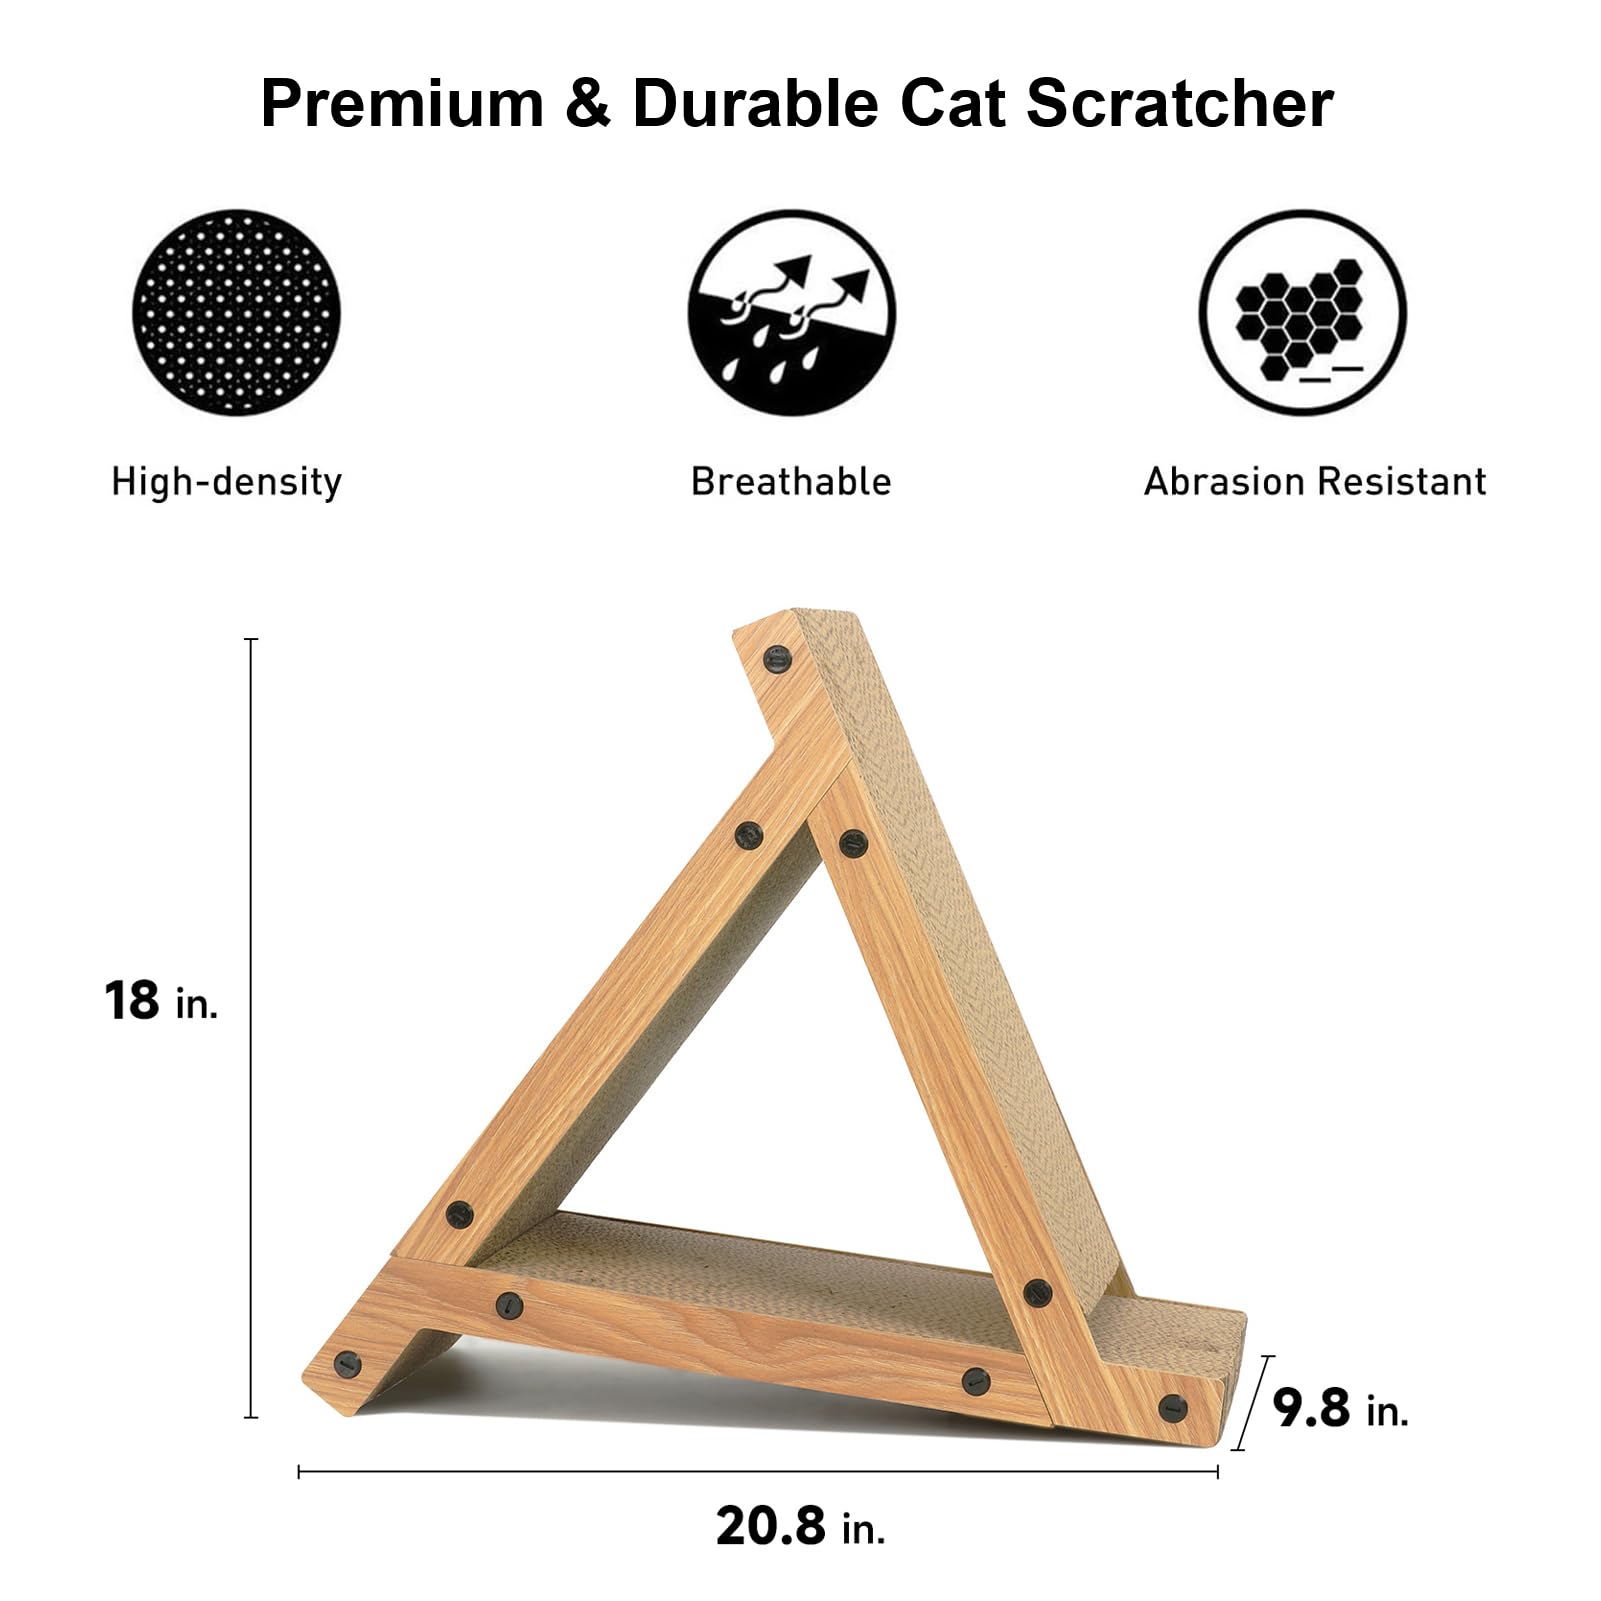 Premium & Durable Cat Scratcher
High-density
Breathable
Abrasion Resistant
18 in.
9.8 in.
20.8 in.